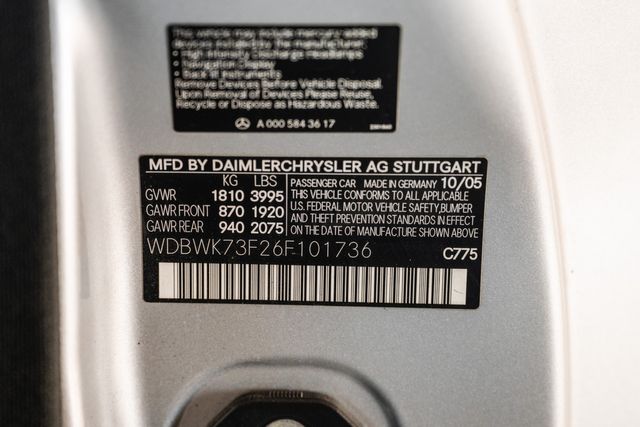 This vehicle may include mercury added
devices installed by the manufacturer:
• High Intensity Discharge Headlamps
• Navigation Display
• Back lit Instruments
Remove Devices Before Vehicle Disposal.
Upon Removal of Devices Please Reuse,
Recycle or Dispose as Hazardous Waste.
A 000 584 36 17
MFD BY DAIMLERCHRYSLER AG STUTTGART
KG LBS
GVWR 1810 3995
GAWR FRONT 870 1920
GAWR REAR 940 2075
PASSENGER CAR MADE IN GERMANY 10/05
THIS VEHICLE CONFORMS TO ALL APPLICABLE
U.S. FEDERAL MOTOR VEHICLE SAFETY, BUMPER
AND THEFT PREVENTION STANDARDS IN EFFECT
ON THE DATE OF MANUFACTURE SHOWN ABOVE
WDBWK73F26F101736
C775